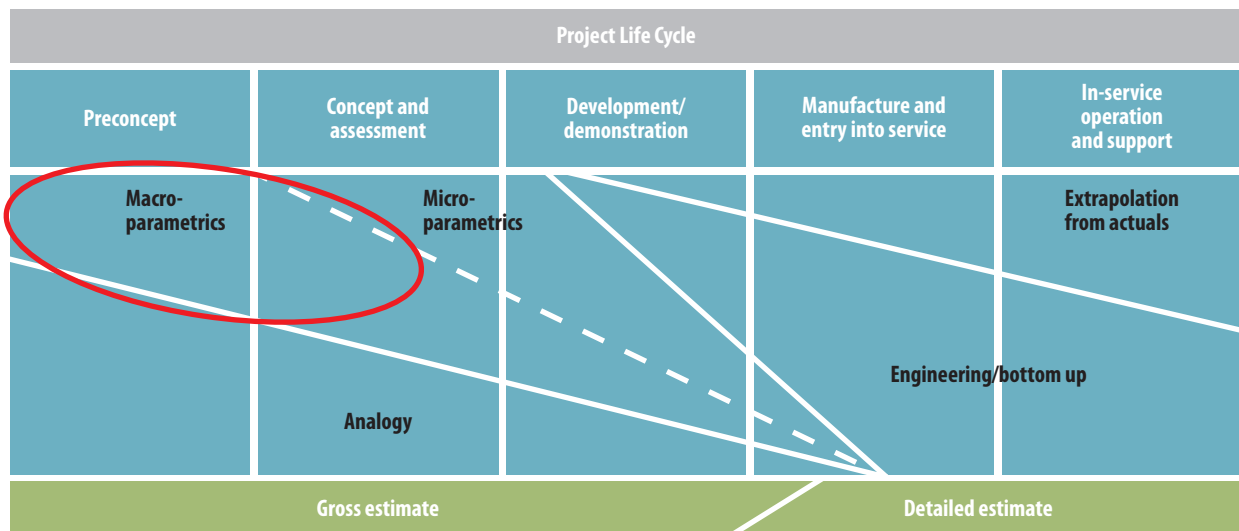 Project Life Cycle
Preconcept
Concept and
assessment
Development/
demonstration
Manufacture and
entry into service
In-service
operation
and support
Macro-
parametrics
Micro-
parametrics
Extrapolation
from actuals
Engineering/bottom up
Analogy
Gross estimate
Detailed estimate